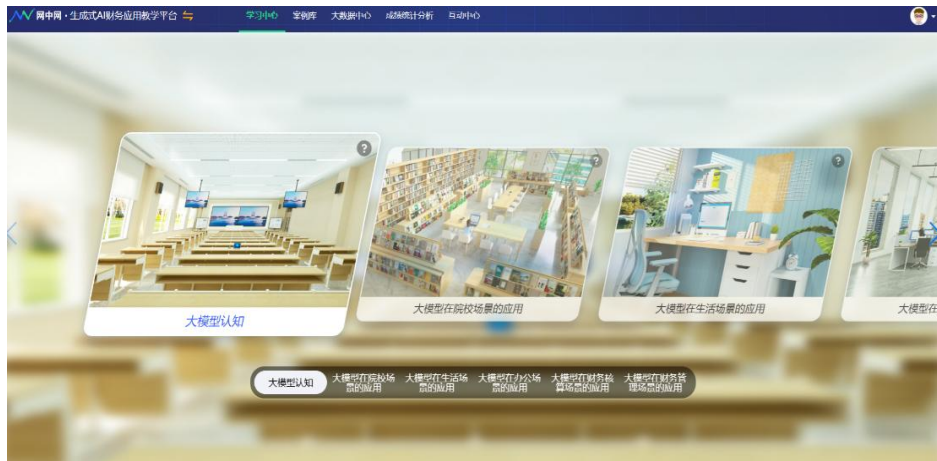 网中网·生成式AI财务应用教学平台
学习中心 案例库 大数据中心 成绩统计分析 互动中心
?
?
?
大模型认知
大模型在院校场景的应用
大模型在生活场景的应用
大模型在
大模型认知
大模型在院校场
景的应用
大模型在生活场
景的应用
大模型在办公场
景的应用
大模型在财务核
算场景的应用
大模型在财务管
理场景的应用